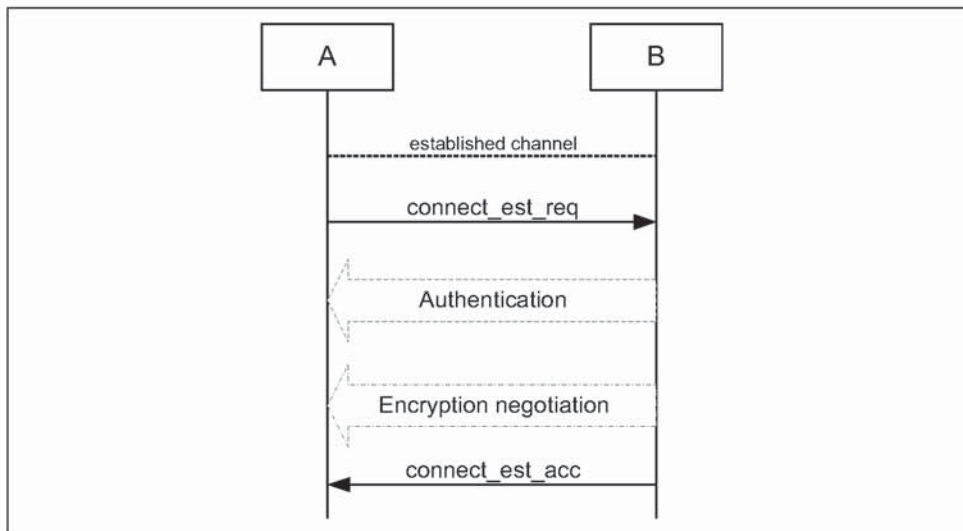 A
B
established channel
connect_est_req
Authentication
Encryption negotiation
connect_est_acc